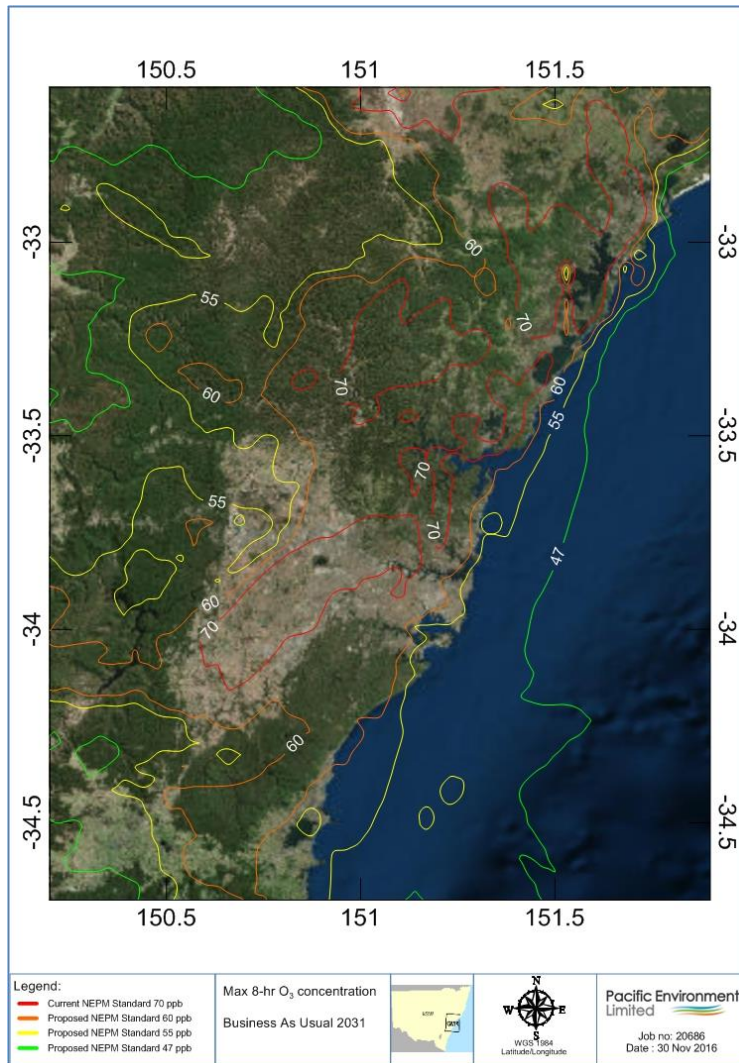 150.5 151 151.5
-33
-33
60
55
70
70
60
60
55
-33.5
-33.5
70
55
70
47
60
70
-34
-34
60
-34.5
-34.5
150.5 151 151.5
Legend:
Current NEPM Standard 70 ppb
Proposed NEPM Standard 60 ppb
Proposed NEPM Standard 55 ppb
Proposed NEPM Standard 47 ppb
Max 8-hr O₃ concentration
Business As Usual 2031
N
W E
S
WGS 1984
Latitude/Longitude
Pacific Environment
Limited
Job no: 20686
Date : 30 Nov 2016